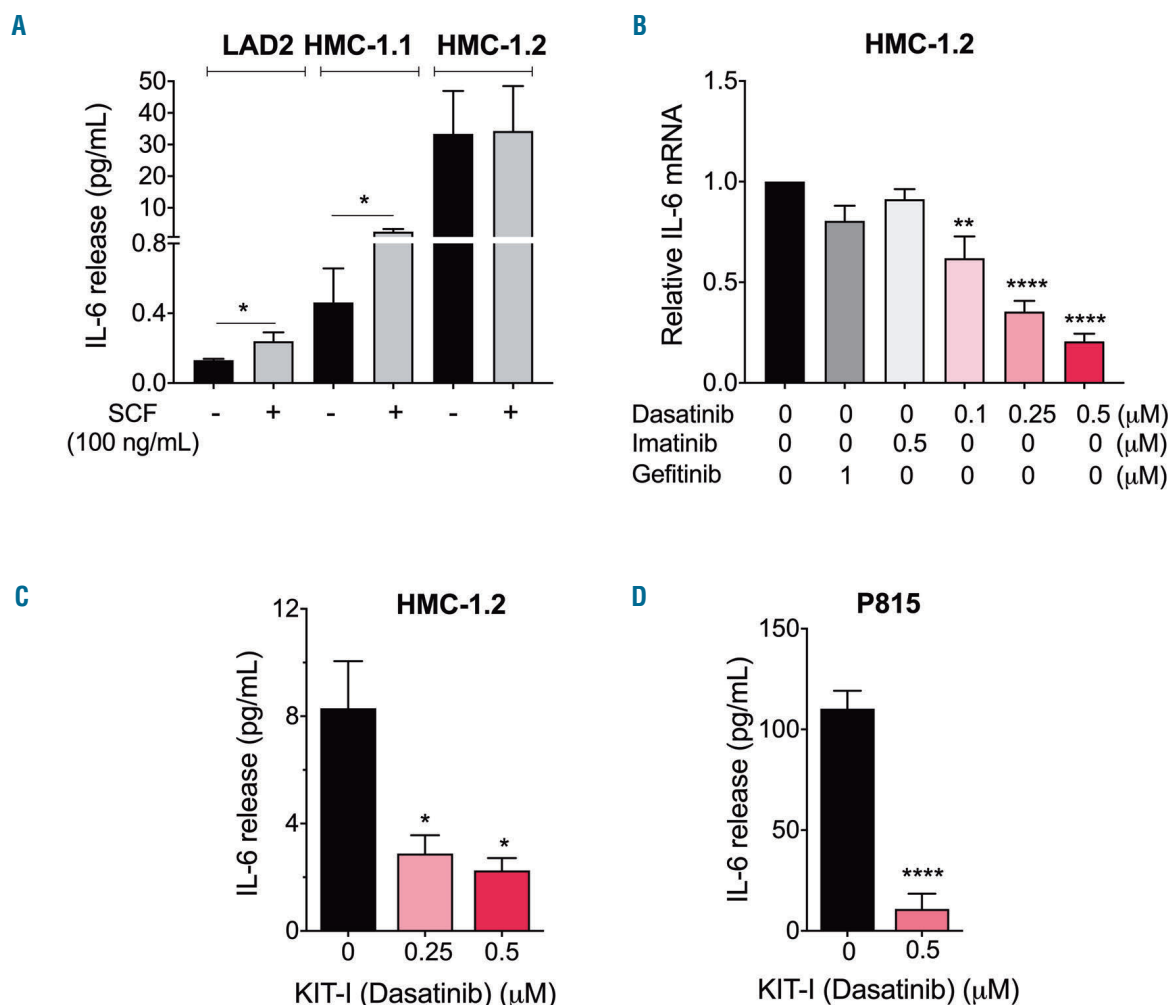 A
LAD2 HMC-1.1 HMC-1.2
IL-6 release (pg/mL)
50
40
30
20
10
0.8
0.4
0.0
*
*
SCF - + - + - +
(100 ng/mL)
B
HMC-1.2
Relative IL-6 mRNA
1.5
1.0
0.5
0.0
**
****
****
Dasatinib 0 0 0 0.1 0.25 0.5 (μM)
Imatinib 0 0 0.5 0 0 0 (μM)
Gefitinib 0 1 0 0 0 0 (μM)
C
HMC-1.2
IL-6 release (pg/mL)
12
8
4
0
*
*
0 0.25 0.5
KIT-I (Dasatinib) (μM)
D
P815
IL-6 release (pg/mL)
150
100
50
0
****
0 0.5
KIT-I (Dasatinib) (μM)